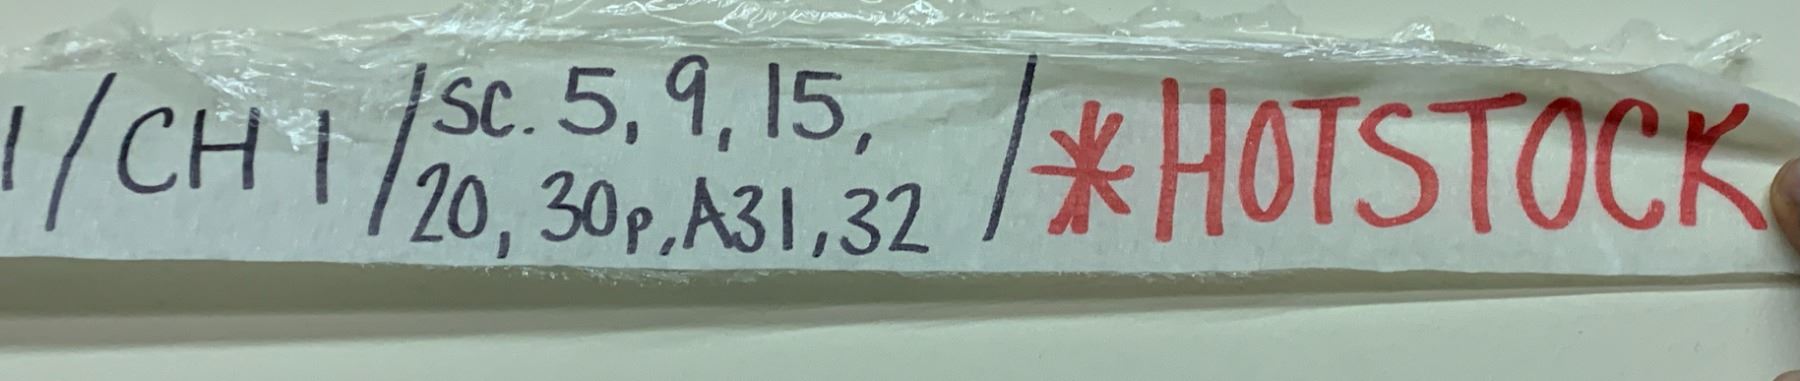 1 / CH 1 / SC. 5, 9, 15, / *HOTSTOCK
20, 30p, A31, 32